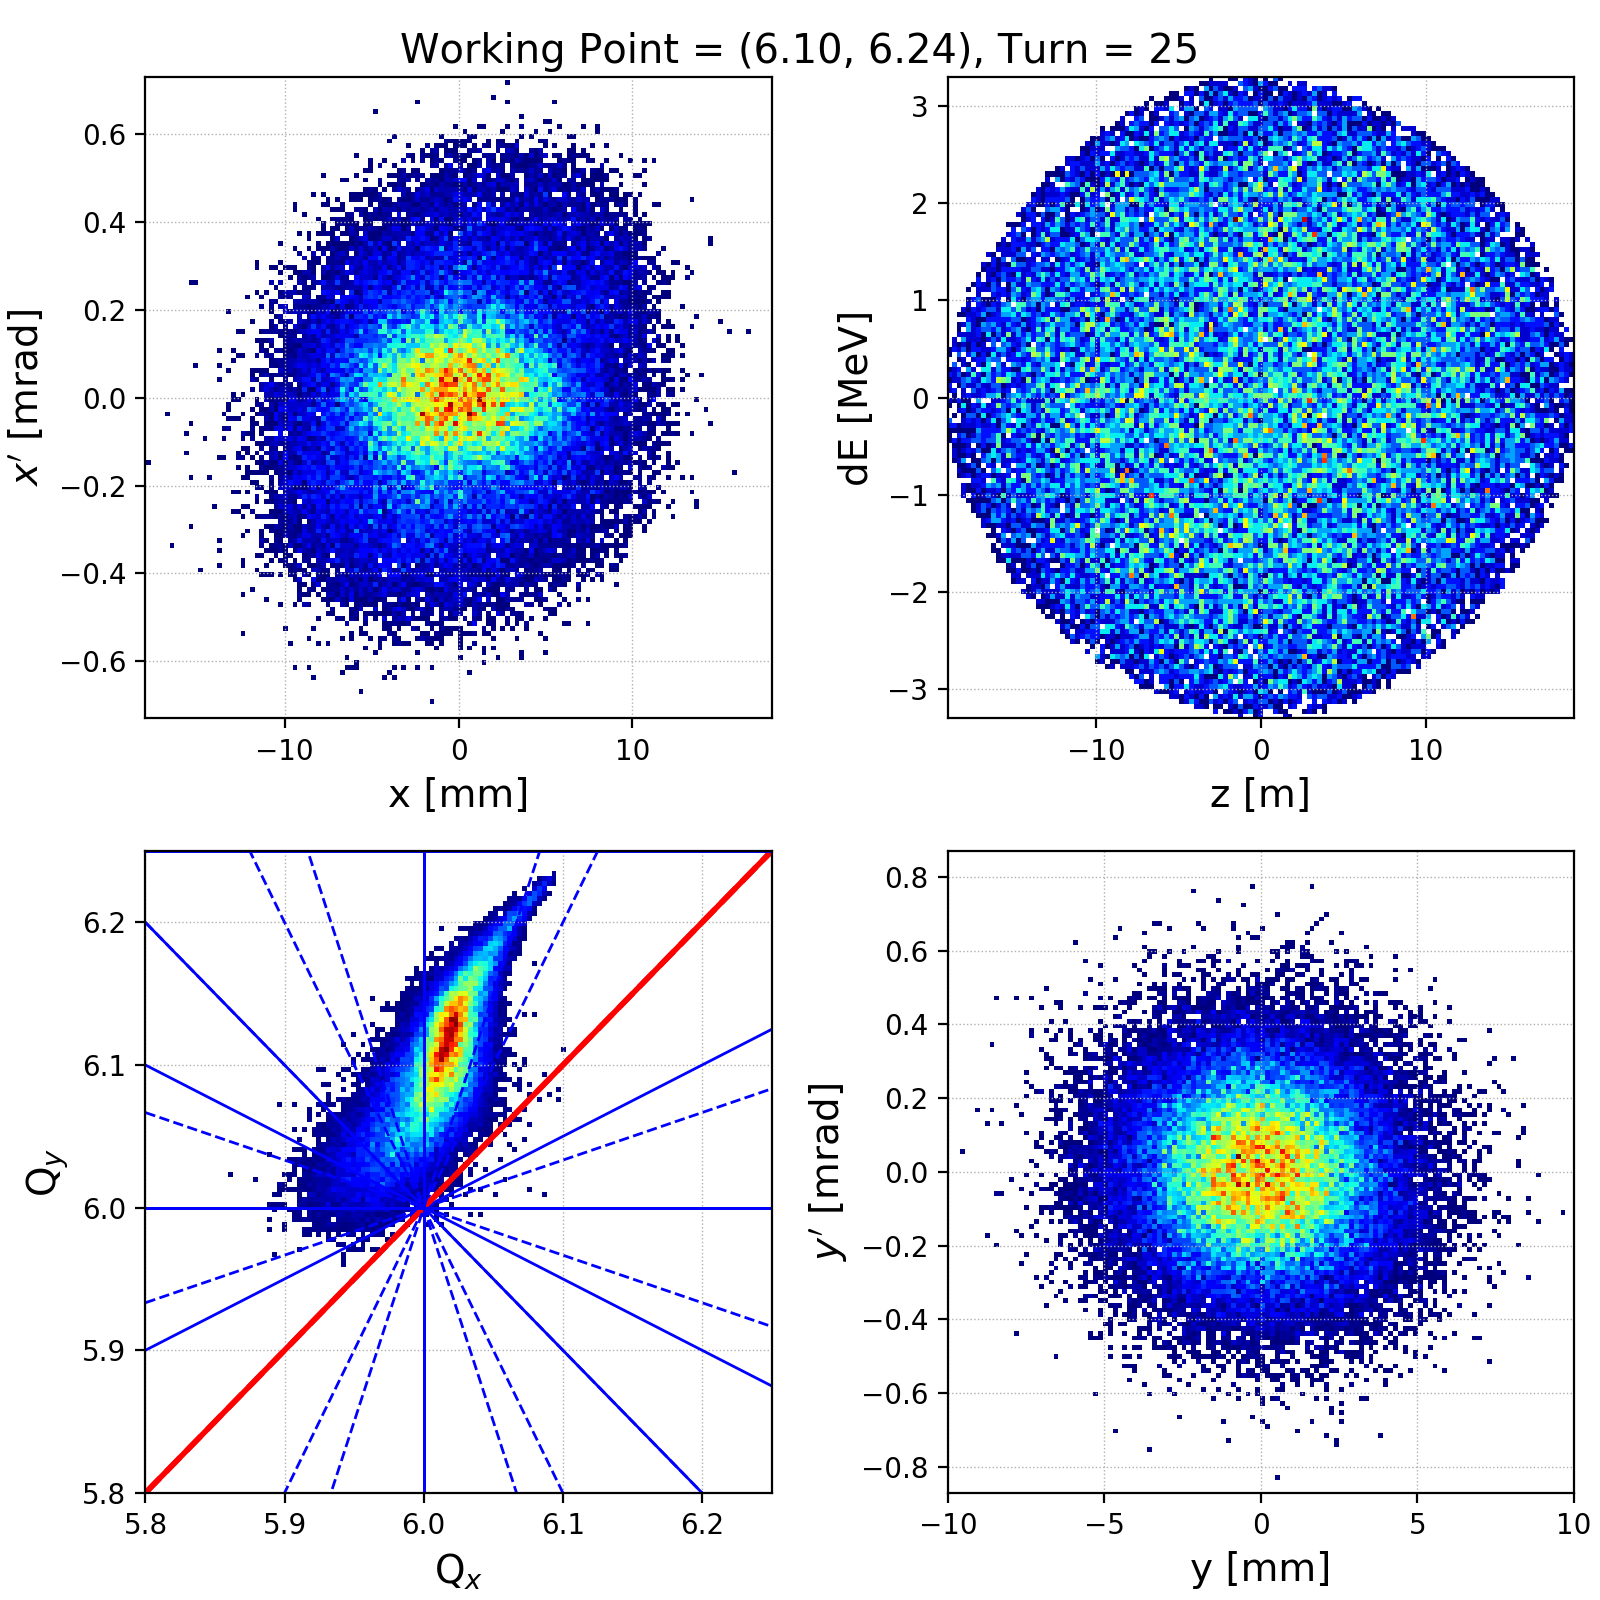 Working Point = (6.10, 6.24), Turn = 25
0.6
0.4
0.2
0.0
−0.2
−0.4
−0.6
x′ [mrad]
−10 0 10
x [mm]
3
2
1
0
−1
−2
−3
dE [MeV]
−10 0 10
z [m]
6.2
6.1
6.0
5.9
5.8
Qy
5.8 5.9 6.0 6.1 6.2
Qx
0.8
0.6
0.4
0.2
0.0
−0.2
−0.4
−0.6
−0.8
y′ [mrad]
−10 −5 0 5 10
y [mm]